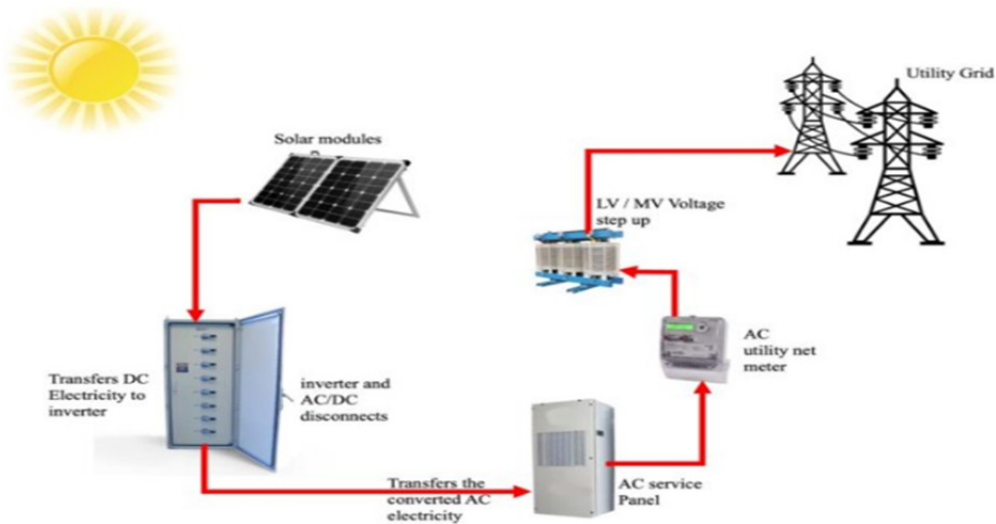 Utility Grid
Solar modules
LV / MV Voltage
step up
AC
utility net
meter
Transfers DC
Electricity to
inverter
inverter and
AC/DC
disconnects
Transfers the
converted AC
electricity
AC service
Panel